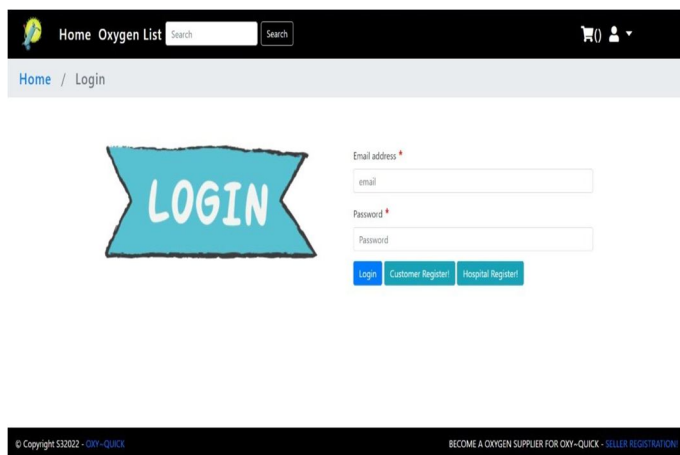 Home Oxygen List Search Search ()
Home / Login
LOGIN
Email address *
email
Password *
Password
Login Customer Register! Hospital Register!
© Copyright S32022 - OXY~QUICK BECOME A OXYGEN SUPPLIER FOR OXY~QUICK - SELLER REGISTRATION!